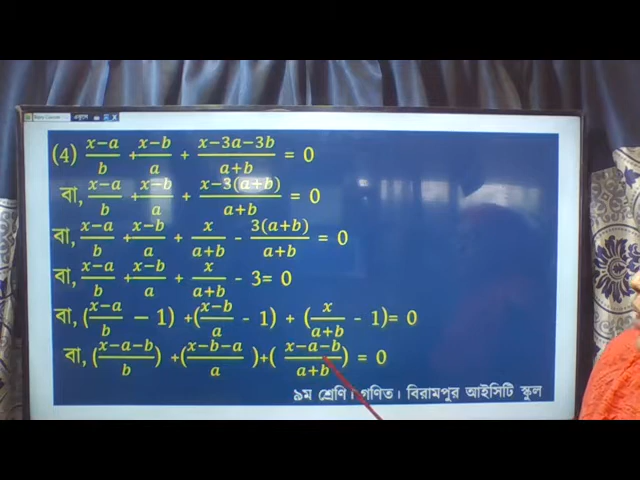 (4) x−a/b + x−b/a + x−3a−3b/a+b = 0
বা, x−a/b + x−b/a + x−3(a+b)/a+b = 0
বা, x−a/b + x−b/a + x/a+b - 3(a+b)/a+b = 0
বা, x−a/b + x−b/a + x/a+b - 3= 0
বা, (x−a/b − 1) +(x−b/a - 1) + (x/a+b - 1)= 0
বা, (x−a−b/b) +(x−b−a/a) +(x−a−b/a+b) = 0
৯ম শ্রেণি। গণিত। বিরামপুর আইসিটি স্কুল